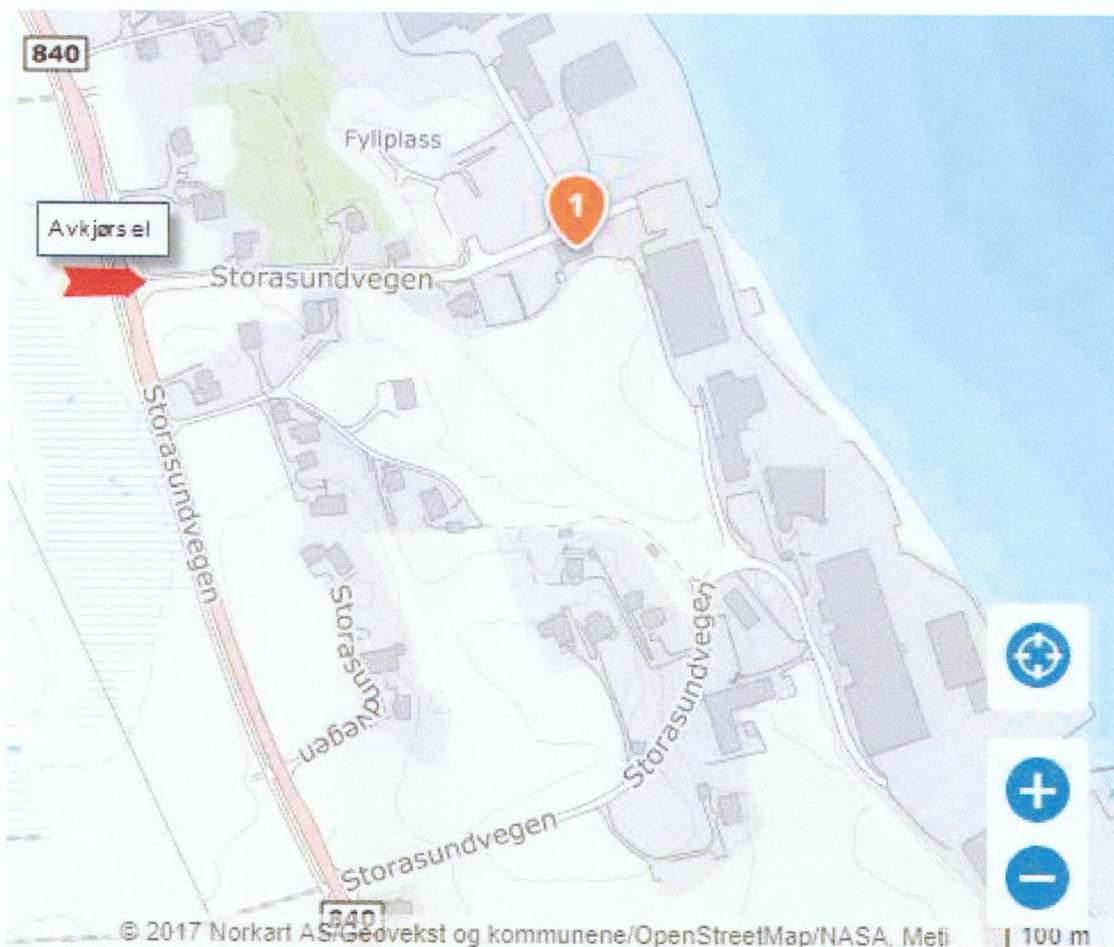 840
Fyllplass
1
Avkjørsel
Storasundvegen
Storasundvegen
Storasundvegen
Storasundvegen
Storasundvegen
840
© 2017 Norkart AS/Geovekst og kommunene/OpenStreetMap/NASA, Meti
100 m